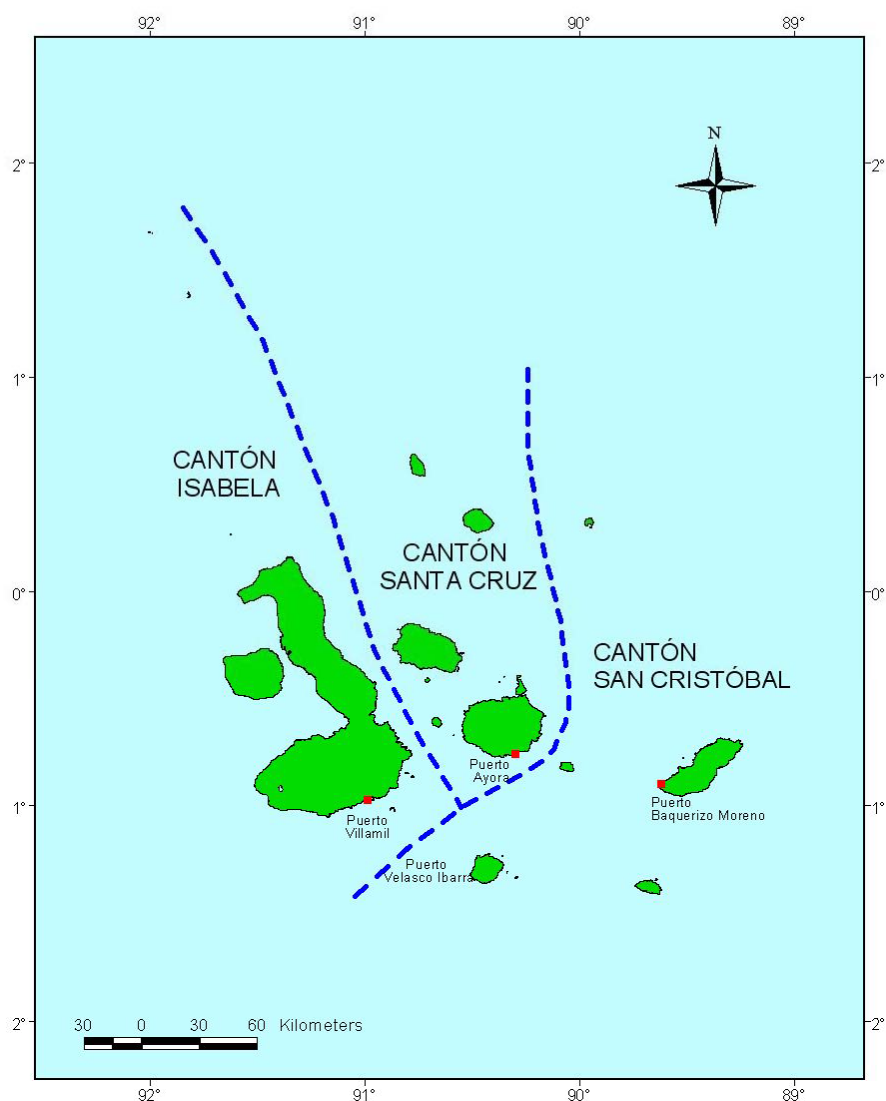 92° 91° 90° 89°
N
2° 2°
1° 1°
CANTÓN
ISABELA
CANTÓN
SANTA CRUZ
0° 0°
CANTÓN
SAN CRISTÓBAL
Puerto
Ayora
Puerto
Baquerizo Moreno
1° 1°
Puerto
Villamil
Puerto
Velasco Ibarra
2° 2°
30 0 30 60 Kilometers
92° 91° 90° 89°